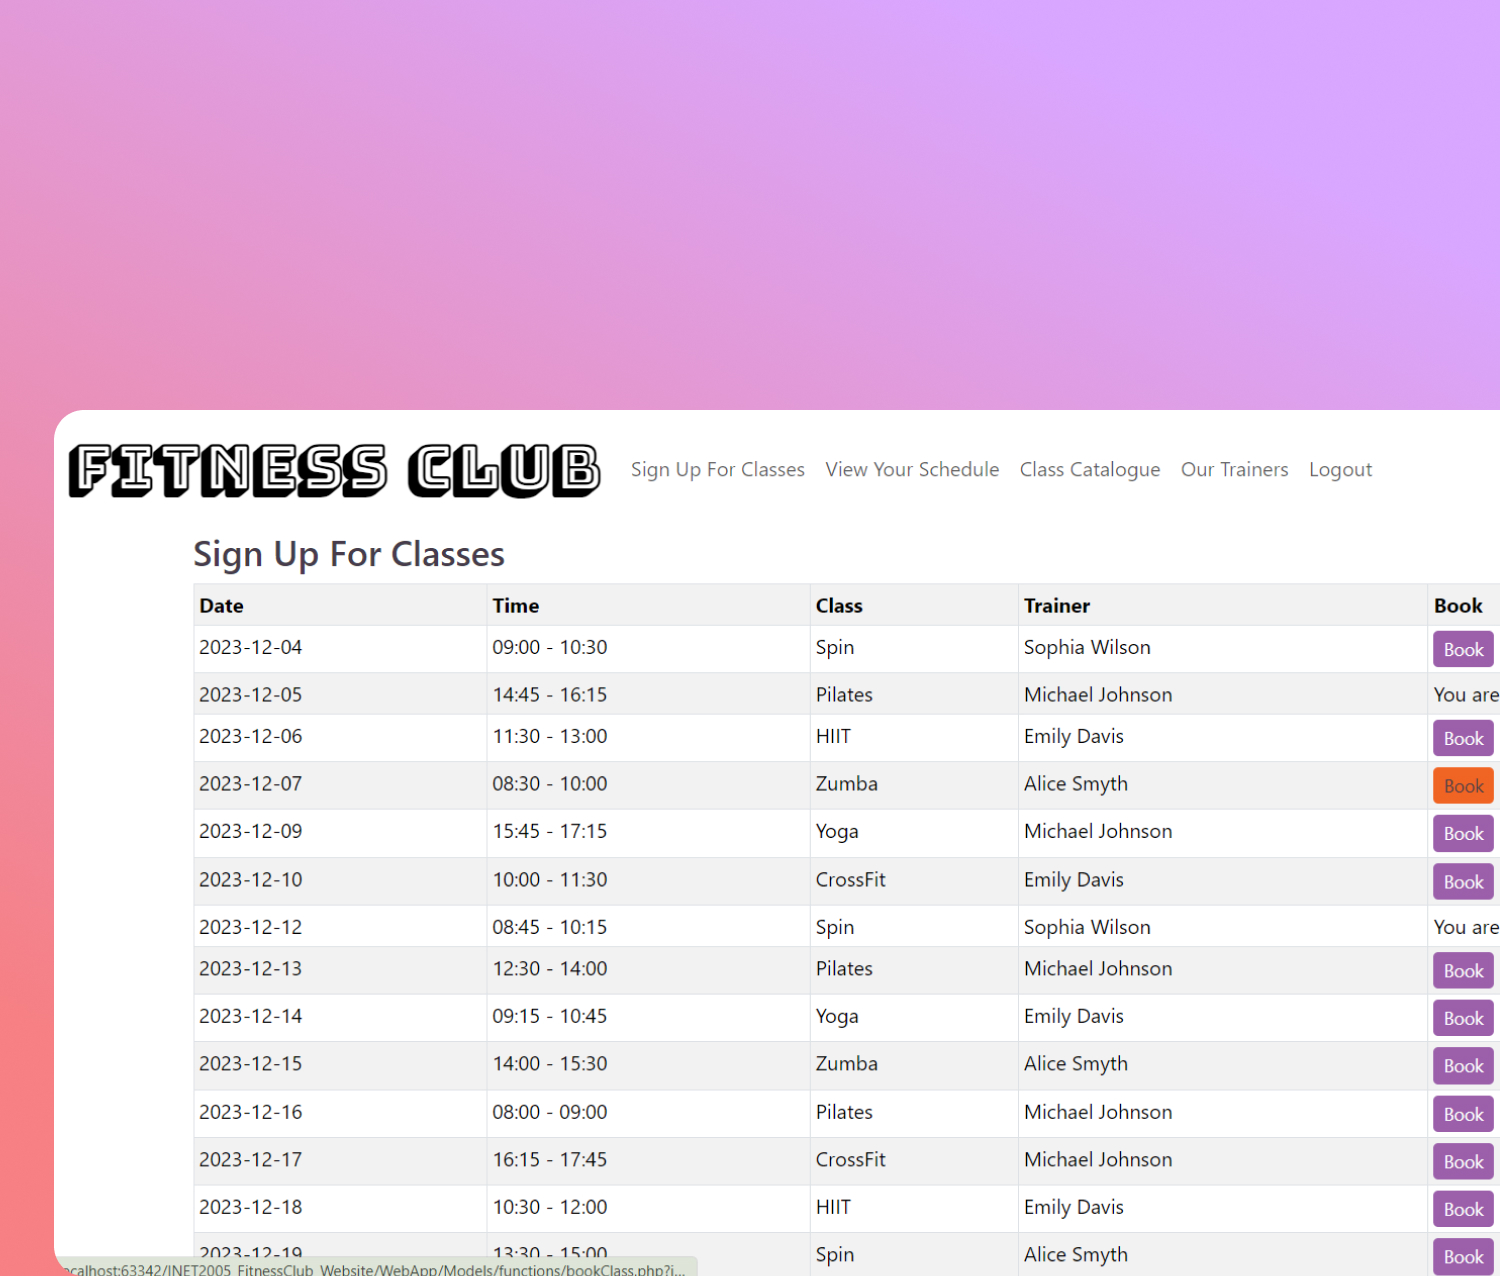 FITNESS CLUB Sign Up For Classes View Your Schedule Class Catalogue Our Trainers Logout
Sign Up For Classes
Date Time Class Trainer Book
2023-12-04 09:00 - 10:30 Spin Sophia Wilson Book
2023-12-05 14:45 - 16:15 Pilates Michael Johnson You are
2023-12-06 11:30 - 13:00 HIIT Emily Davis Book
2023-12-07 08:30 - 10:00 Zumba Alice Smyth Book
2023-12-09 15:45 - 17:15 Yoga Michael Johnson Book
2023-12-10 10:00 - 11:30 CrossFit Emily Davis Book
2023-12-12 08:45 - 10:15 Spin Sophia Wilson You are
2023-12-13 12:30 - 14:00 Pilates Michael Johnson Book
2023-12-14 09:15 - 10:45 Yoga Emily Davis Book
2023-12-15 14:00 - 15:30 Zumba Alice Smyth Book
2023-12-16 08:00 - 09:00 Pilates Michael Johnson Book
2023-12-17 16:15 - 17:45 CrossFit Michael Johnson Book
2023-12-18 10:30 - 12:00 HIIT Emily Davis Book
2023-12-19 13:30 - 15:00 Spin Alice Smyth Book
ocalhost:63342/INET2005_FitnessClub_Website/WebApp/Models/functions/bookClass.php?i...